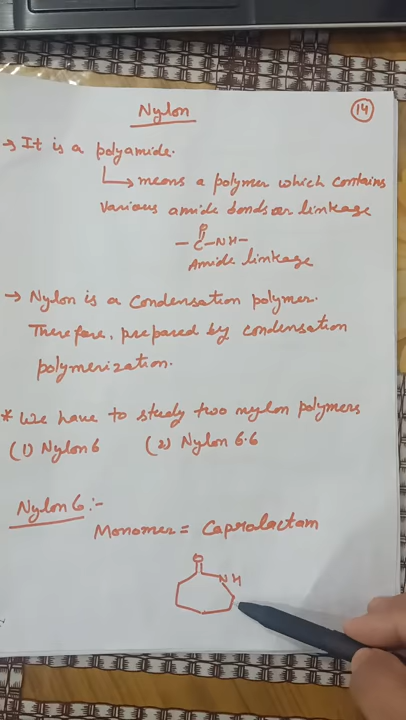 Nylon
14
→ It is a polyamide.
→ means a polymer which contains
various amide bonds or linkage
O
-C-NH-
Amide linkage
→ Nylon is a condensation polymer.
Therefore, prepared by condensation
polymerization.
* We have to study two nylon polymers
(1) Nylon 6 (2) Nylon 6.6
Nylon 6:-
Monomer = Caprolactam
O
NH